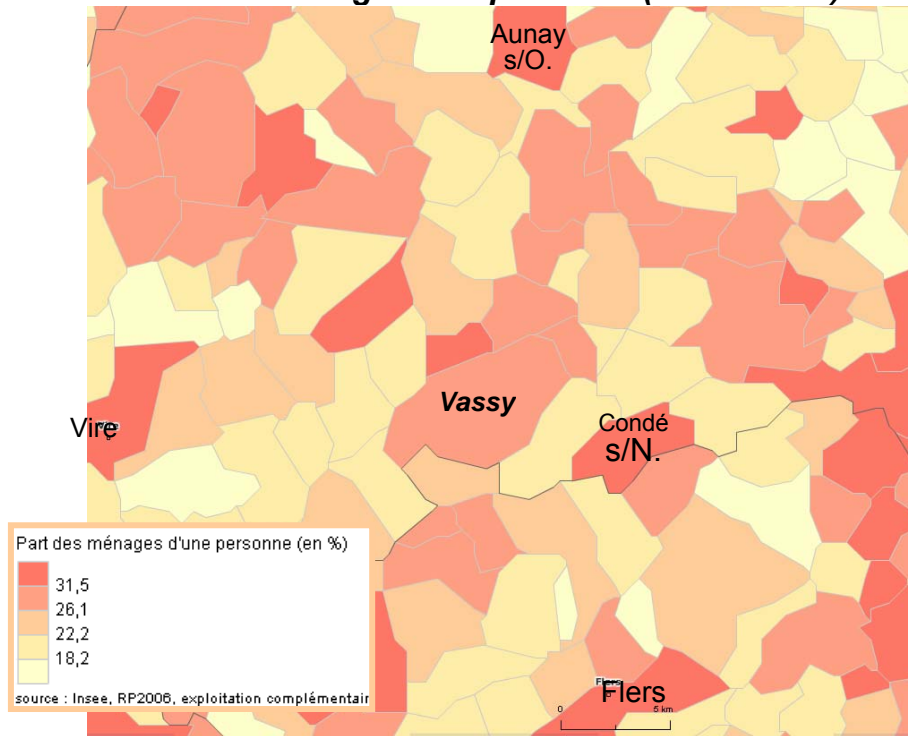 Aunay
s/O.
Vassy
Condé
s/N.
Vire
Part des ménages d'une personne (en %)
31,5
26,1
22,2
18,2
source : Insee, RP2006, exploitation complémentair
Flers
Flers
0 5 km